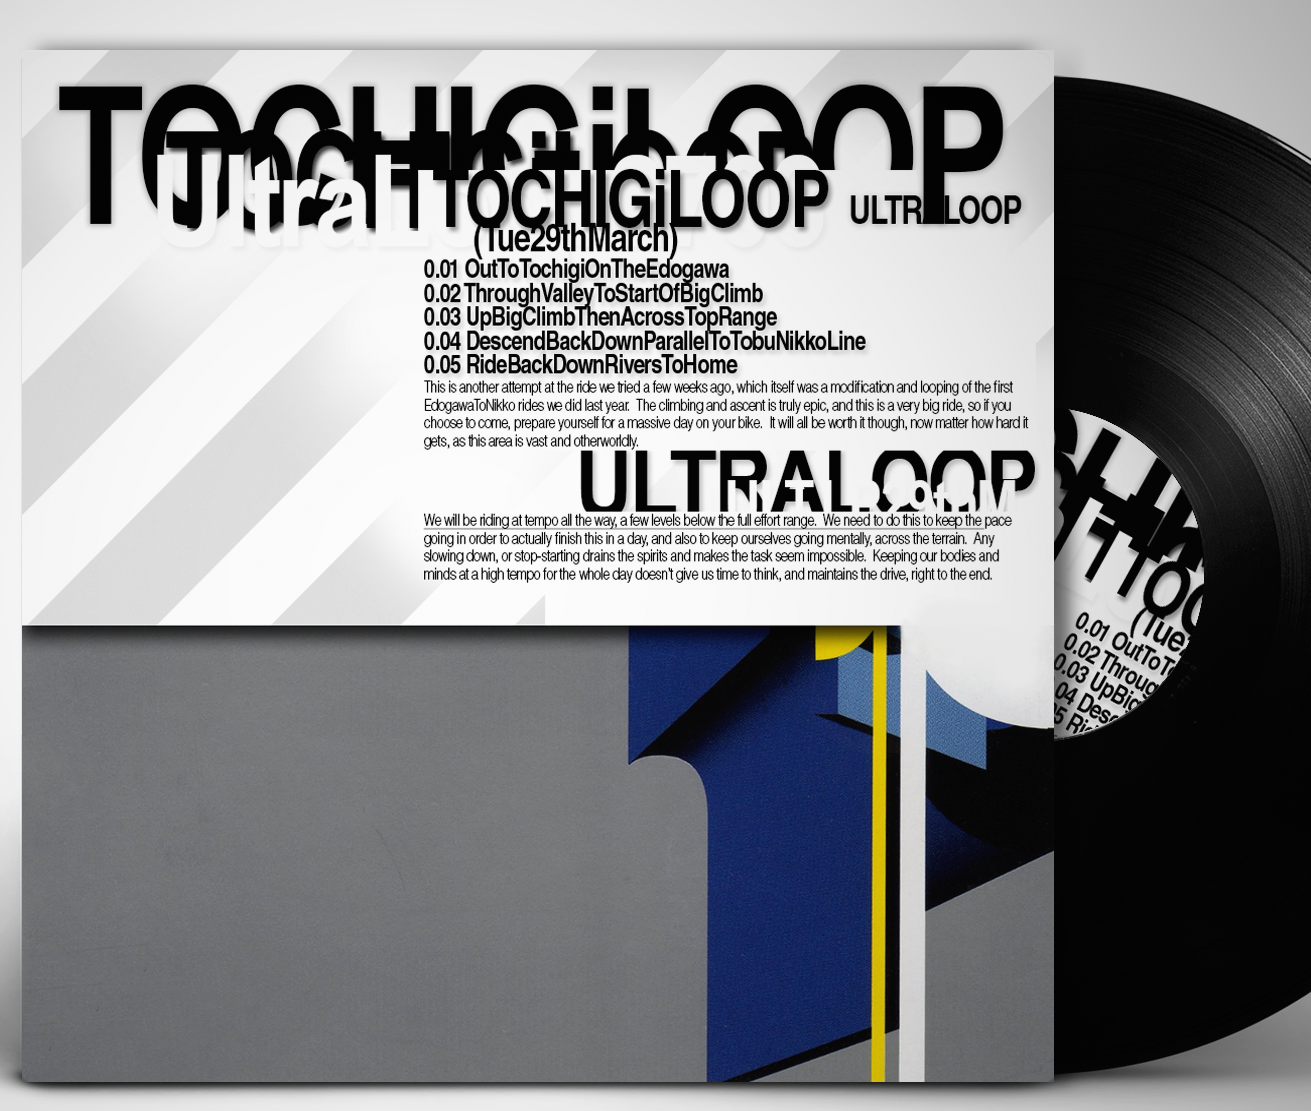 TOCHIGiLOOP
UltraLi
TOCHIGiLOOP ULTRALOOP
(Tue29thMarch)
0.01 OutToTochigiOnTheEdogawa
0.02 ThroughValleyToStartOfBigClimb
0.03 UpBigClimbThenAcrossTopRange
0.04 DescendBackDownParallelToTobuNikkoLine
0.05 RideBackDownRiversToHome
This is another attempt at the ride we tried a few weeks ago, which itself was a modification and looping of the first
EdogawaToNikko rides we did last year. The climbing and ascent is truly epic, and this is a very big ride, so if you
choose to come, prepare yourself for a massive day on your bike. It will all be worth it though, now matter how hard it
gets, as this area is vast and otherworldly.
ULTRALOOP
We will be riding at tempo all the way, a few levels below the full effort range. We need to do this to keep the pace
going in order to actually finish this in a day, and also to keep ourselves going mentally, across the terrain. Any
slowing down, or stop-starting drains the spirits and makes the task seem impossible. Keeping our bodies and
minds at a high tempo for the whole day doesn't give us time to think, and maintains the drive, right to the end.
TOC
(Tue
0.01 OutToT
0.02 Throug
0.03 UpBig
.04 Desc
5 Rid